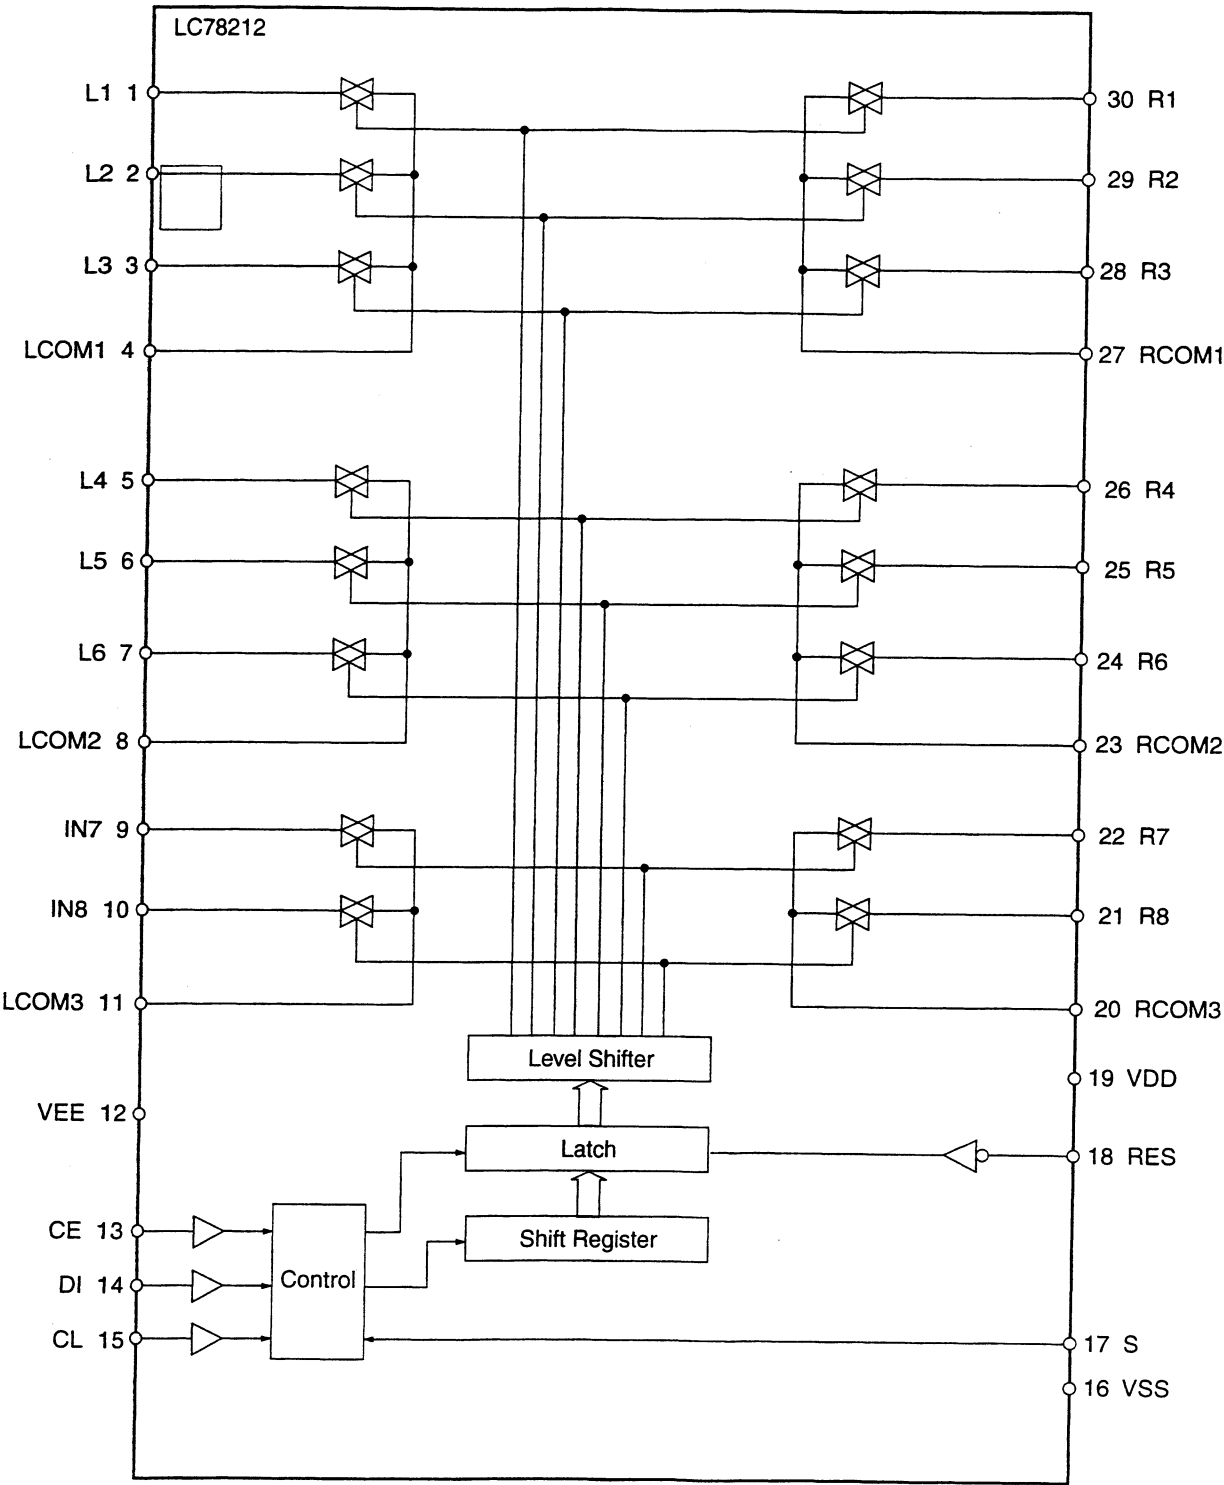 LC78212
L1 1
30 R1
L2 2
29 R2
L3 3
28 R3
LCOM1 4
27 RCOM1
L4 5
26 R4
L5 6
25 R5
L6 7
24 R6
LCOM2 8
23 RCOM2
IN7 9
22 R7
IN8 10
21 R8
LCOM3 11
20 RCOM3
Level Shifter
19 VDD
VEE 12
Latch
18 RES
CE 13
Shift Register
DI 14
Control
CL 15
17 S
16 VSS